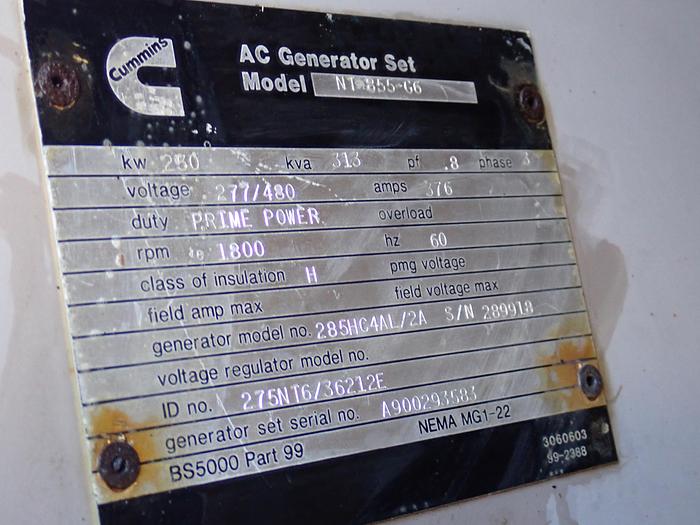 Cummins
AC Generator Set
Model NT-855-G6
kw 250 kva 313 pf .8 phase 3
voltage 277/480 amps 376
duty PRIME POWER overload
rpm 1800 hz 60
class of insulation H pmg voltage
field amp max field voltage max
generator model no. 285HC4AL/2A S/N 289918
voltage regulator model no.
ID no. 275NT6/36212E
generator set serial no. A900293583
BS5000 Part 99 NEMA MG1-22
3060603
99-2388